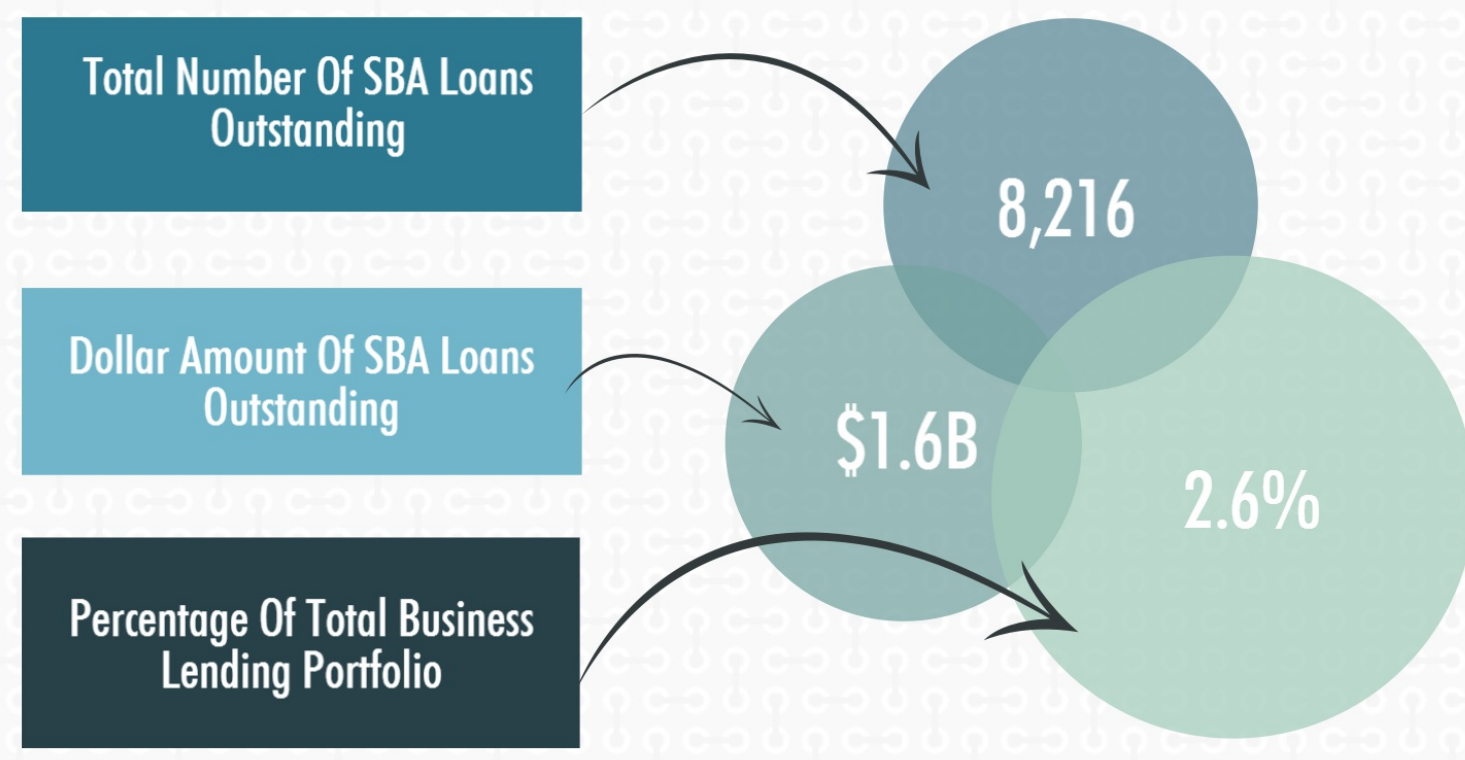 Total Number Of SBA Loans
Outstanding
8,216
Dollar Amount Of SBA Loans
Outstanding
$1.6B
Percentage Of Total Business
Lending Portfolio
2.6%